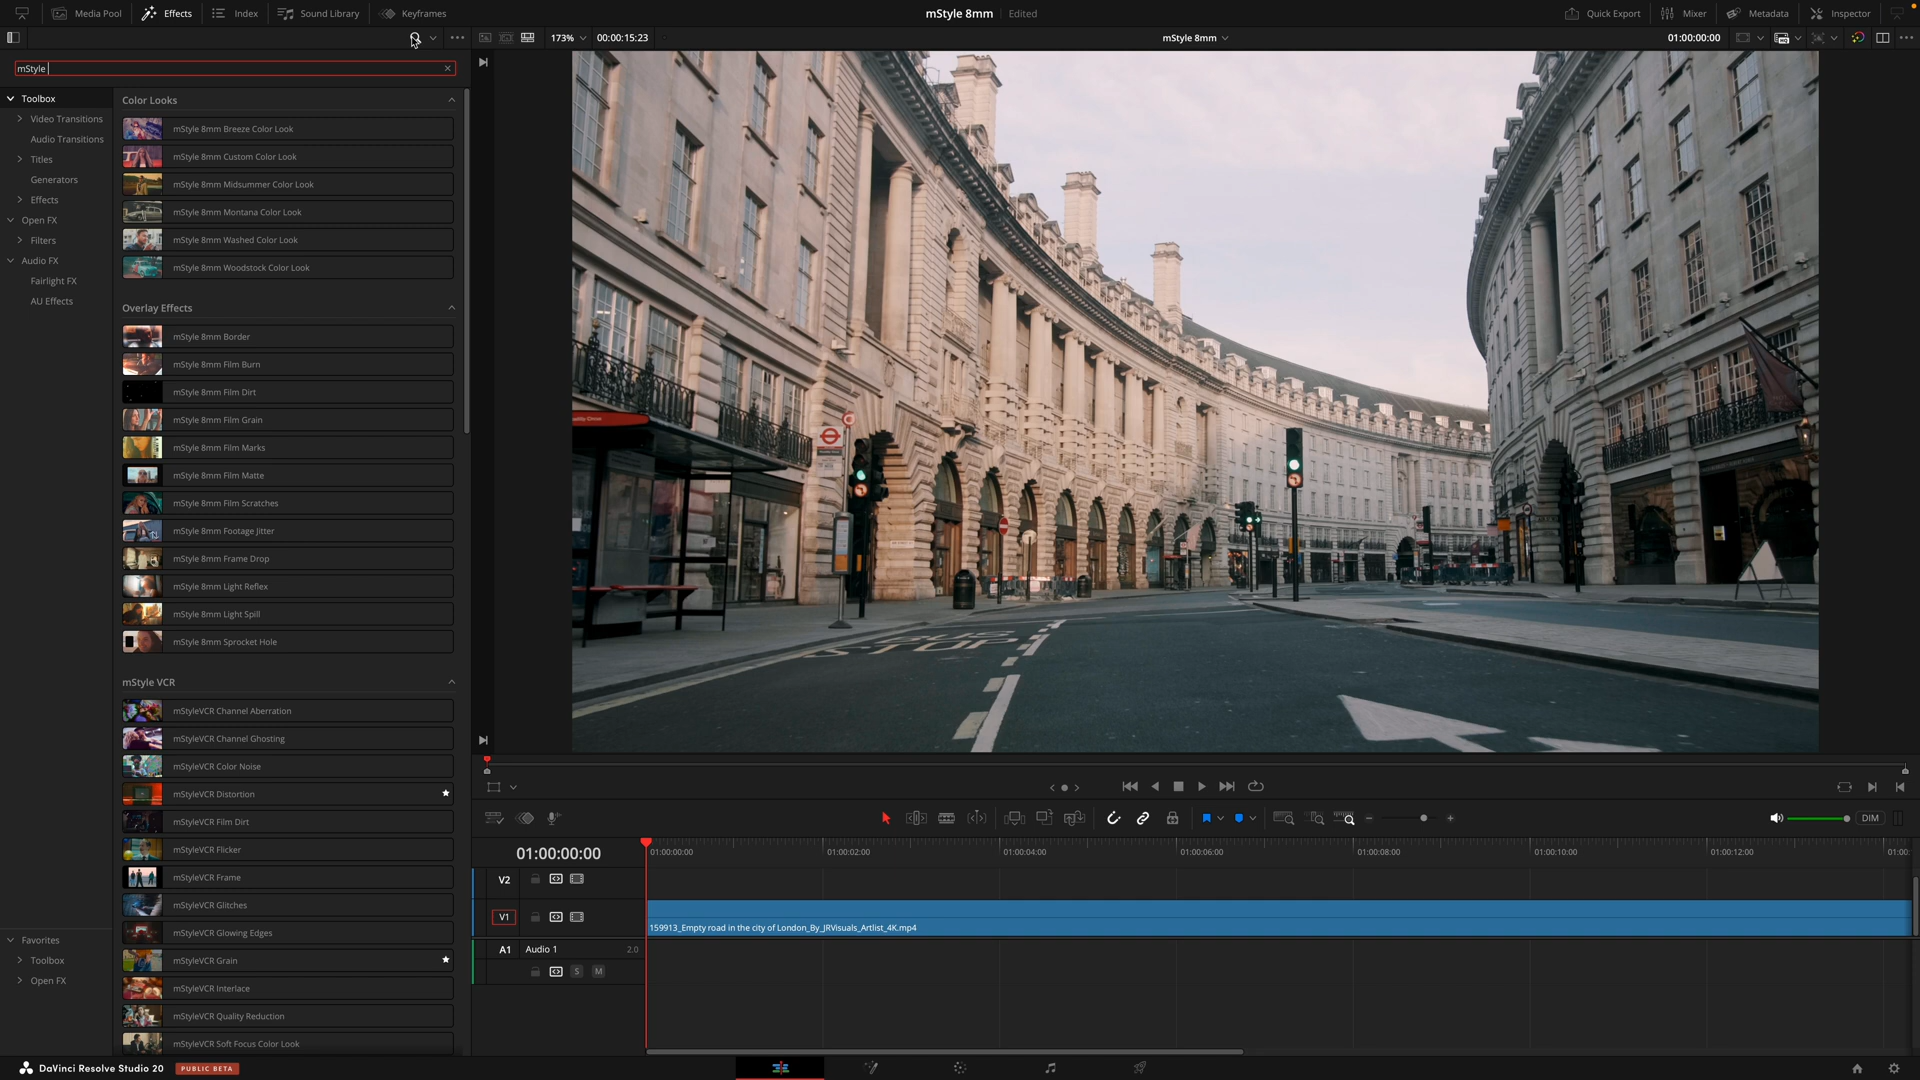 Media Pool
Effects
Index
Sound Library
Keyframes
mStyle 8mm
Edited
Quick Export
Mixer
Metadata
Inspector
173%
00:00:15:23
mStyle 8mm
01:00:00:00
mStyle
Toolbox
Video Transitions
Audio Transitions
Titles
Generators
Effects
Open FX
Filters
Audio FX
Fairlight FX
AU Effects
Favorites
Toolbox
Open FX
Color Looks
mStyle 8mm Breeze Color Look
mStyle 8mm Custom Color Look
mStyle 8mm Midsummer Color Look
mStyle 8mm Montana Color Look
mStyle 8mm Washed Color Look
mStyle 8mm Woodstock Color Look
Overlay Effects
mStyle 8mm Border
mStyle 8mm Film Burn
mStyle 8mm Film Dirt
mStyle 8mm Film Grain
mStyle 8mm Film Marks
mStyle 8mm Film Matte
mStyle 8mm Film Scratches
mStyle 8mm Footage Jitter
mStyle 8mm Frame Drop
mStyle 8mm Light Reflex
mStyle 8mm Light Spill
mStyle 8mm Sprocket Hole
mStyle VCR
mStyleVCR Channel Aberration
mStyleVCR Channel Ghosting
mStyleVCR Color Noise
mStyleVCR Distortion
mStyleVCR Film Dirt
mStyleVCR Flicker
mStyleVCR Frame
mStyleVCR Glitches
mStyleVCR Glowing Edges
mStyleVCR Grain
mStyleVCR Interlace
mStyleVCR Quality Reduction
mStyleVCR Soft Focus Color Look
BUS
STOP
DIM
01:00:00:00
01:00:00:00
01:00:02:00
01:00:04:00
01:00:06:00
01:00:08:00
01:00:10:00
01:00:12:00
01:00:
V2
V1
159913_Empty road in the city of London_By_JRVisuals_Artlist_4K.mp4
A1
Audio 1
2.0
S
M
DaVinci Resolve Studio 20
PUBLIC BETA